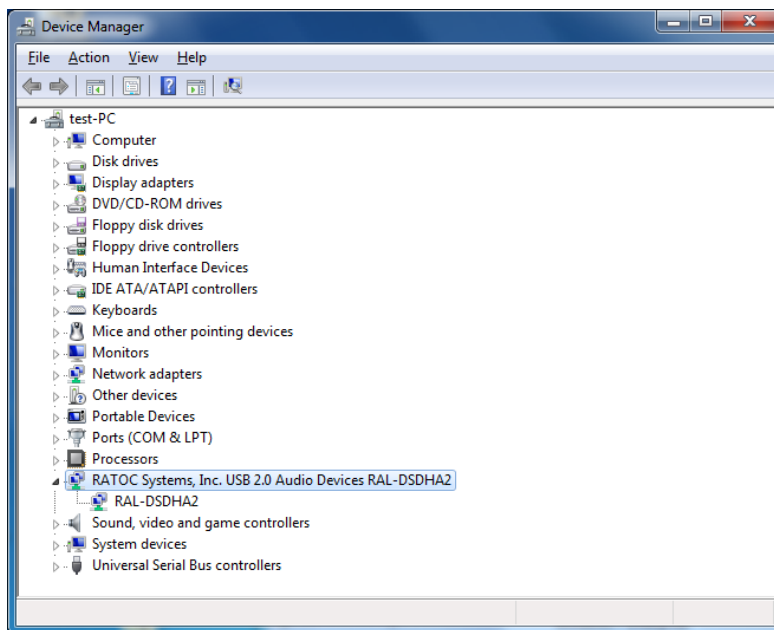 Device Manager
File Action View Help
test-PC
Computer
Disk drives
Display adapters
DVD/CD-ROM drives
Floppy disk drives
Floppy drive controllers
Human Interface Devices
IDE ATA/ATAPI controllers
Keyboards
Mice and other pointing devices
Monitors
Network adapters
Other devices
Portable Devices
Ports (COM & LPT)
Processors
RATOC Systems, Inc. USB 2.0 Audio Devices RAL-DSDHA2
RAL-DSDHA2
Sound, video and game controllers
System devices
Universal Serial Bus controllers